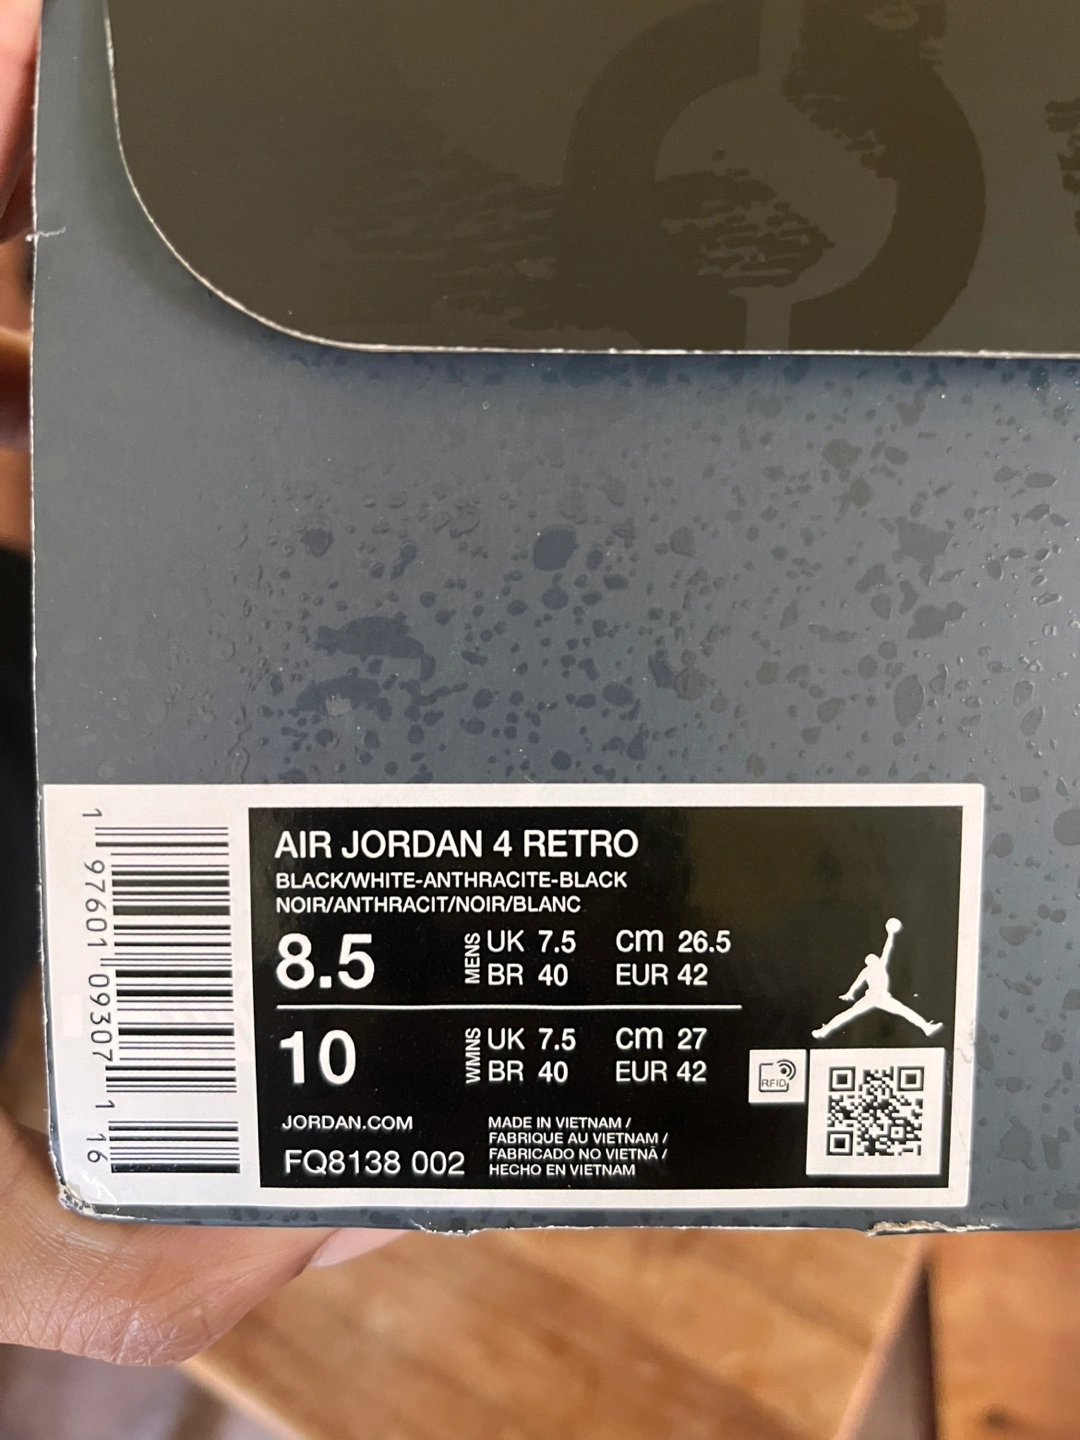 AIR JORDAN 4 RETRO
BLACK/WHITE-ANTHRACITE-BLACK
NOIR/ANTHRACIT/NOIR/BLANC
8.5 MENS UK 7.5 cm 26.5
BR 40 EUR 42
10 WMNS UK 7.5 cm 27
BR 40 EUR 42
RFID
JORDAN.COM
FQ8138 002
MADE IN VIETNAM /
FABRIQUE AU VIETNAM /
FABRICADO NO VIETNÃ /
HECHO EN VIETNAM
1 97601 09307 1 16